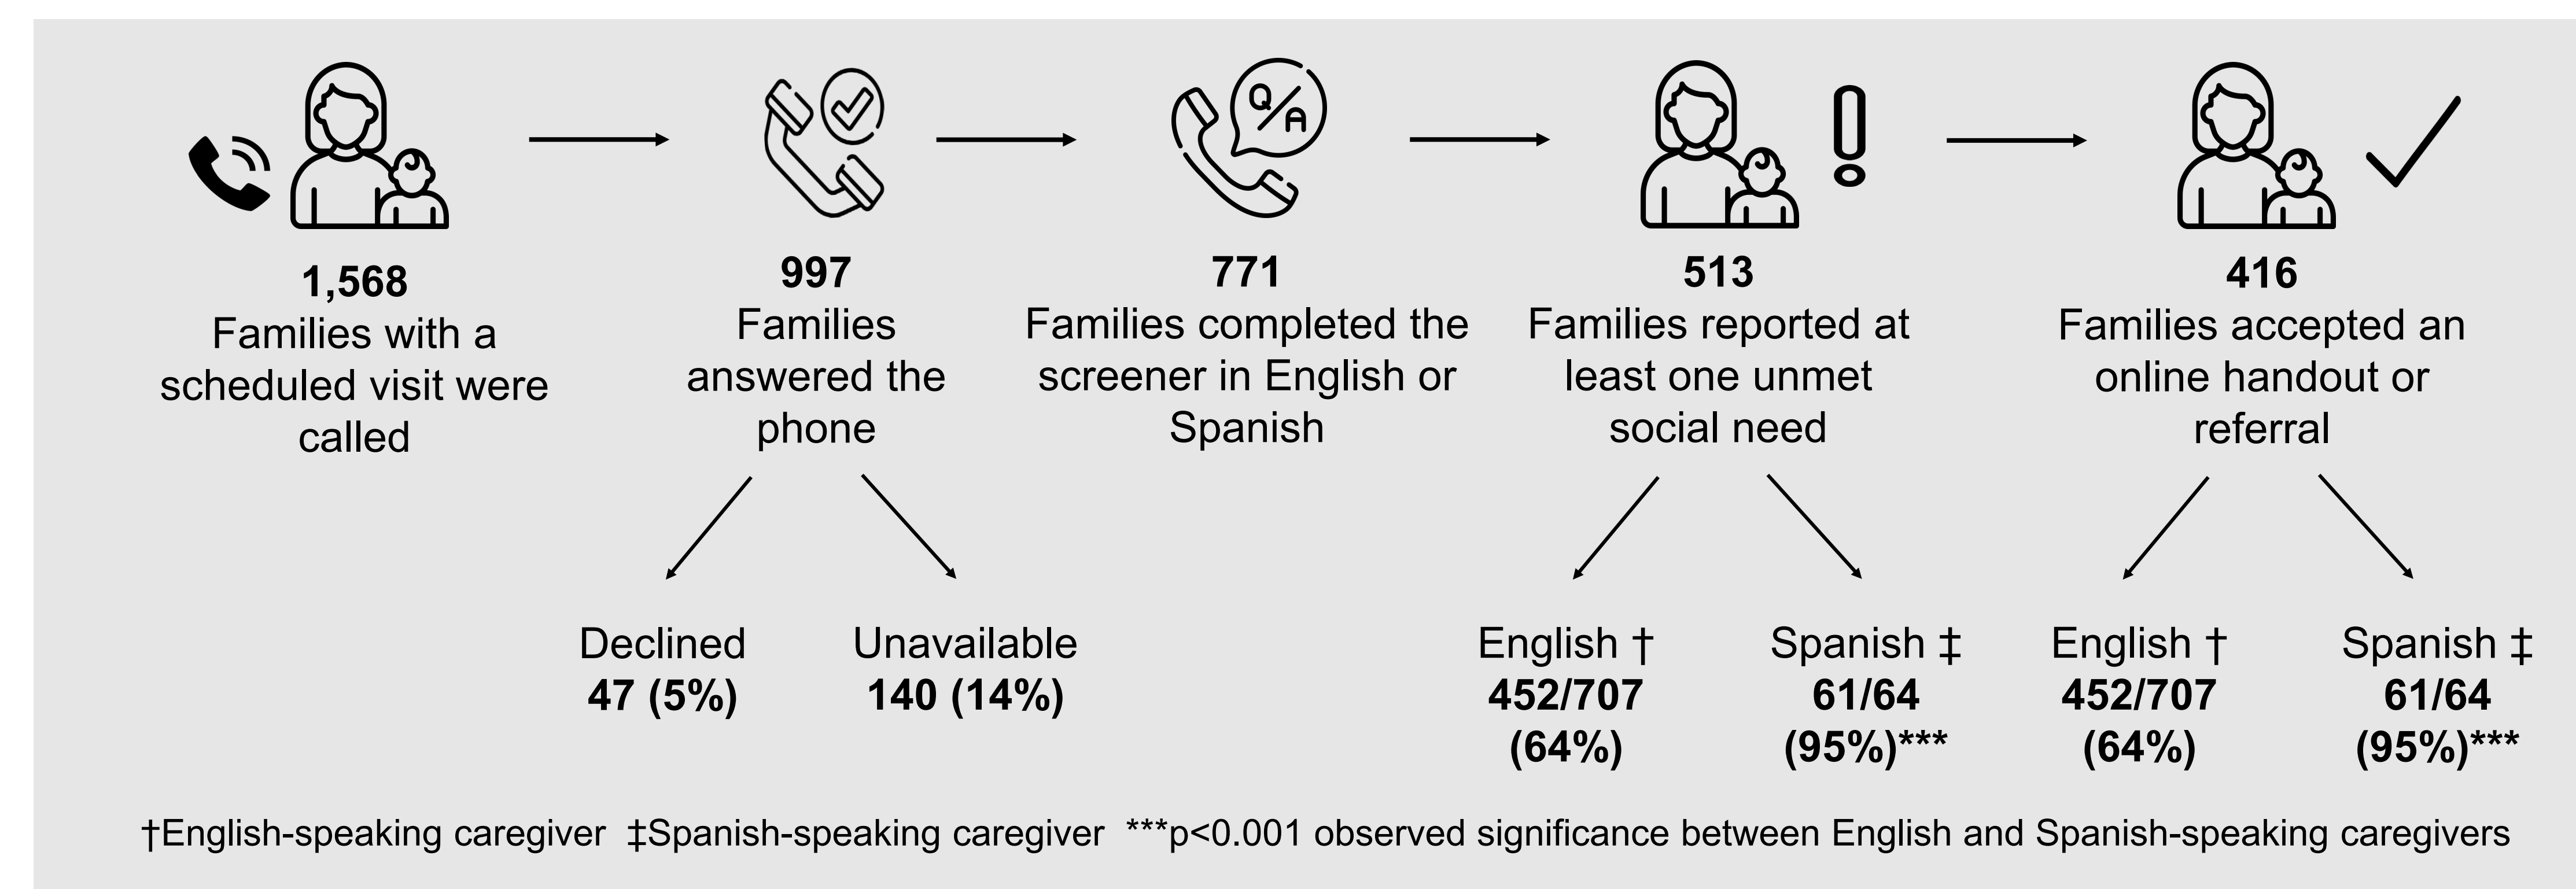 Q/A
1,568
Families with a
scheduled visit were
called
997
Families
answered the
phone
771
Families completed the
screener in English or
Spanish
513
Families reported at
least one unmet
social need
416
Families accepted an
online handout or
referral
Declined
47 (5%)
Unavailable
140 (14%)
English †
452/707
(64%)
Spanish ‡
61/64
(95%)***
English †
452/707
(64%)
Spanish ‡
61/64
(95%)***
†English-speaking caregiver ‡Spanish-speaking caregiver ***p<0.001 observed significance between English and Spanish-speaking caregivers